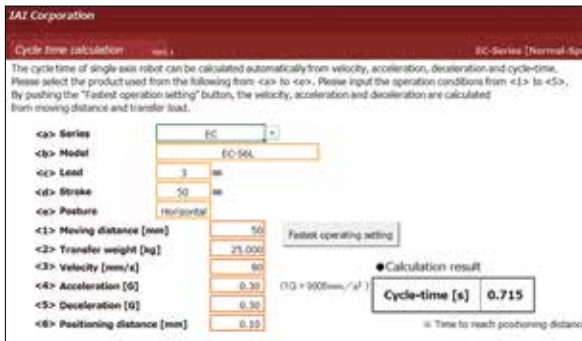 IAI Corporation
Cycle time calculation
EC-Series [Normal-Sp
The cycle time of single axis robot can be calculated automatically from velocity, acceleration, deceleration and cycle-time.
Please select the product used from the following from <a> to <e>. Please input the operation conditions from <1> to <5>.
By pushing the "Fastest operation setting" button, the velocity, acceleration and deceleration are calculated
from moving distance and transfer load.
<a> Series EC
<b> Model EC-S6L
<c> Lead 3 mm
<d> Stroke 50 mm
<e> Posture Horizontal
<1> Moving distance [mm] 50
Fastest operating setting
<2> Transfer weight [kg] 25.000
<3> Velocity [mm/s] 80
●Calculation result
<4> Acceleration [G] 0.30 (1G = 9806mm/s²)
Cycle-time [s] 0.715
<5> Deceleration [G] 0.30
<6> Positioning distance [mm] 0.10
※ Time to reach positioning distance